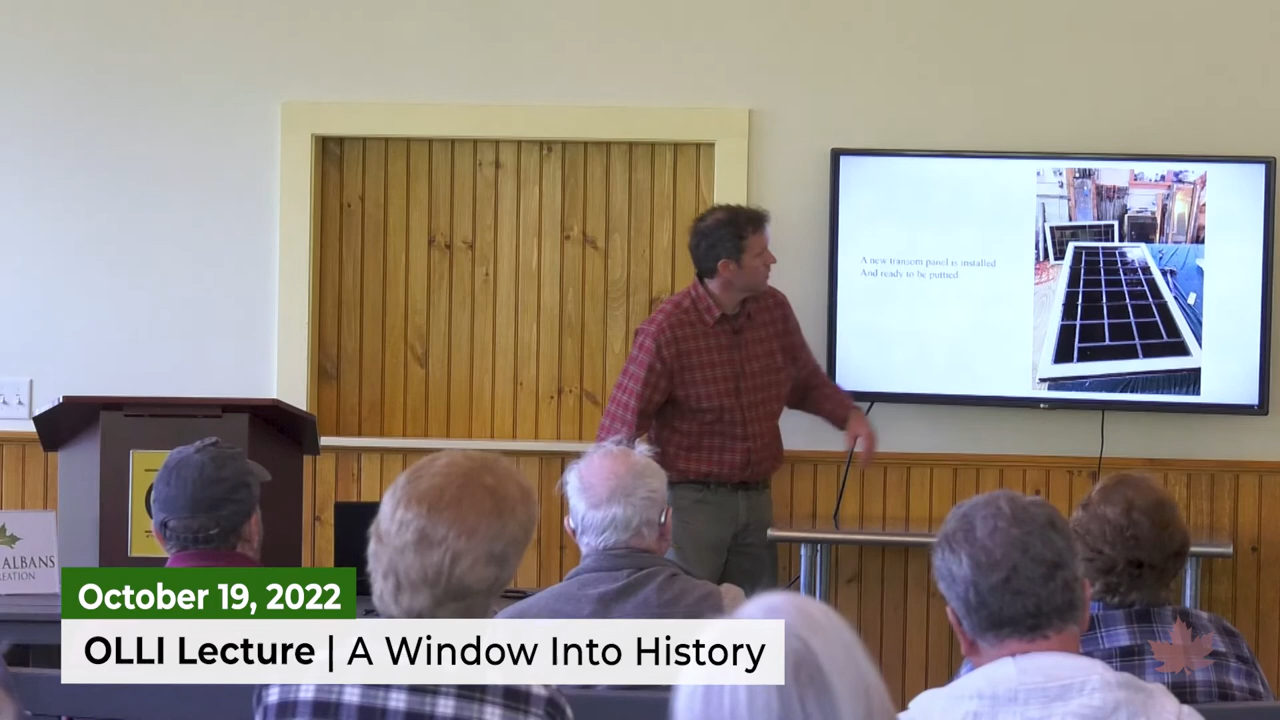 A new transom panel is installed
And ready to be puttied
ALBANS
October 19, 2022
OLLI Lecture | A Window Into History